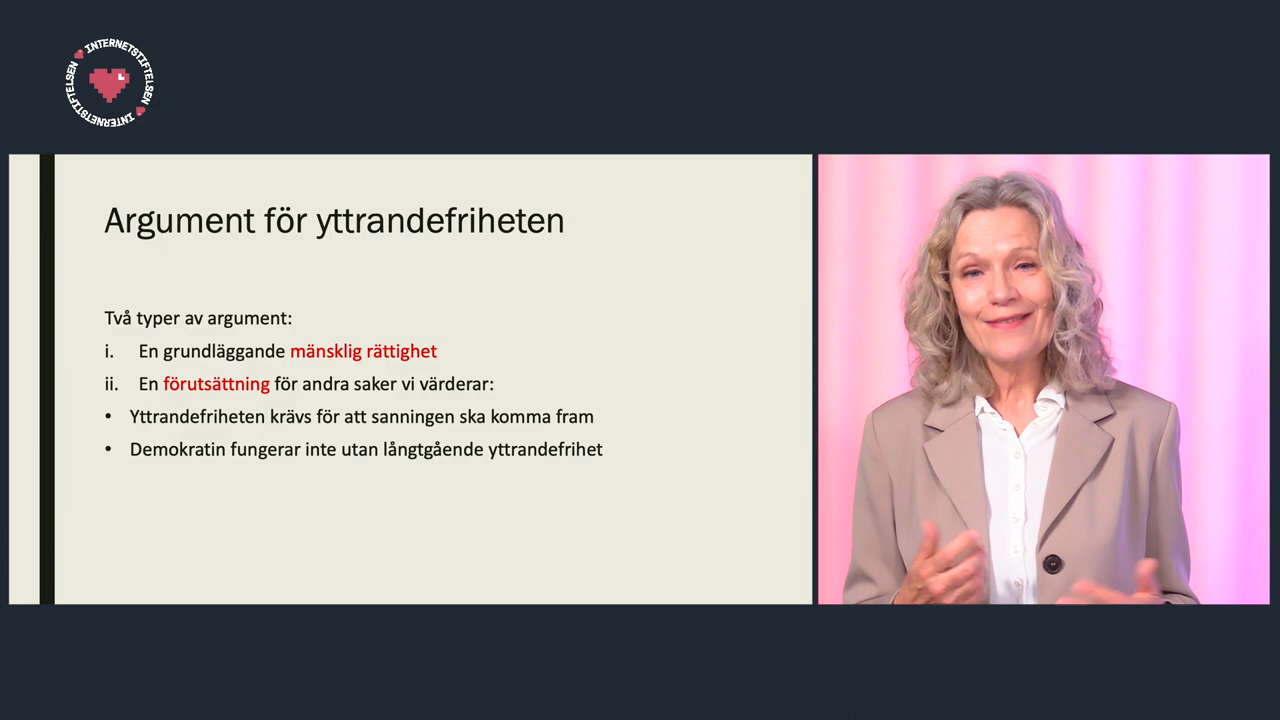 INTERNETSTIFTELSEN
INTERNETSTIFTELSEN
Argument för yttrandefriheten
Två typer av argument:
i. En grundläggande mänsklig rättighet
ii. En förutsättning för andra saker vi värderar:
• Yttrandefriheten krävs för att sanningen ska komma fram
• Demokratin fungerar inte utan långtgående yttrandefrihet